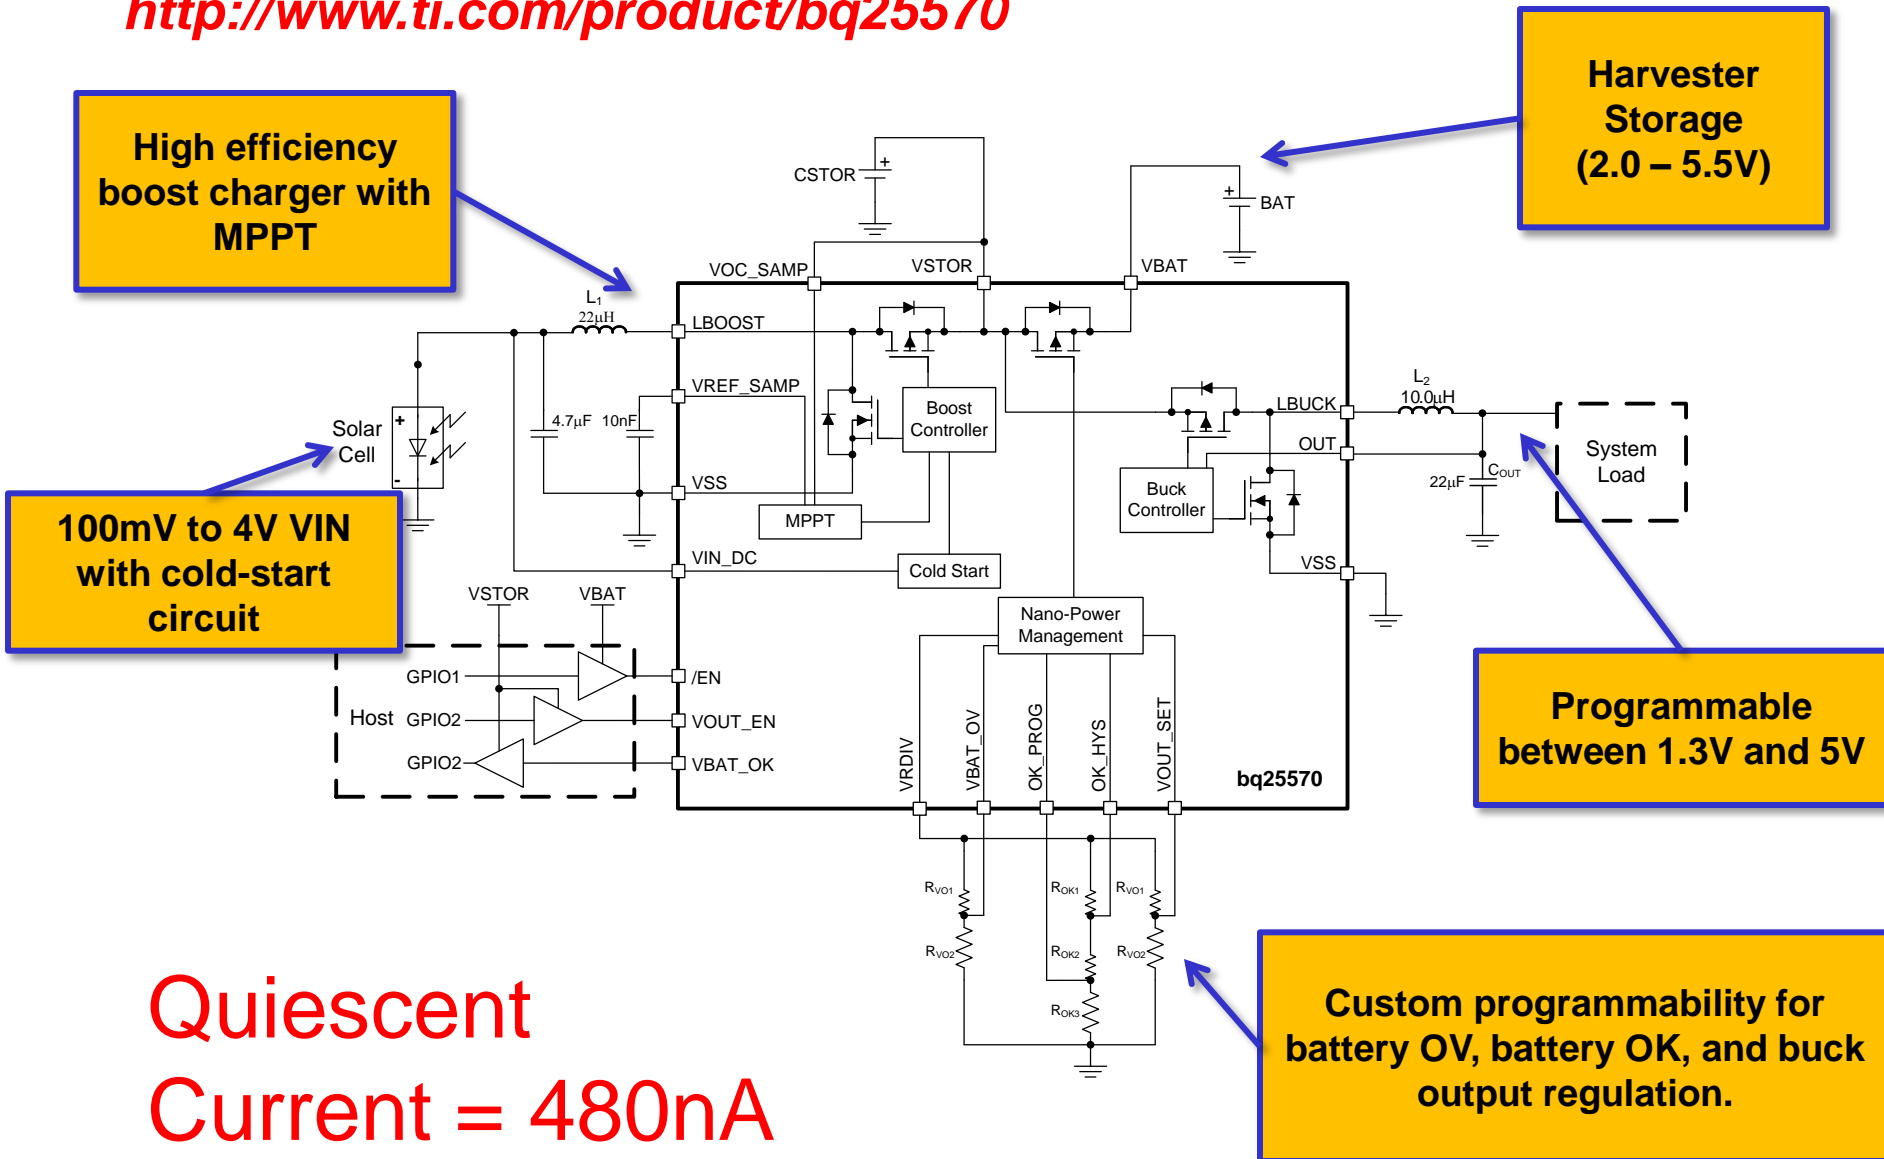 http://www.ti.com/product/bq25570
High efficiency
boost charger with
MPPT
Harvester
Storage
(2.0 – 5.5V)
CSTOR
+
+
BAT
VOC_SAMP
VSTOR
VBAT
L1
22µH
LBOOST
VREF_SAMP
4.7µF
10nF
Boost
Controller
Solar
Cell
+
-
VSS
MPPT
VIN_DC
Cold Start
LBUCK
L2
10.0µH
OUT
Buck
Controller
22µF
COUT
System
Load
VSS
100mV to 4V VIN
with cold-start
circuit
VSTOR
VBAT
Nano-Power
Management
GPIO1
/EN
Host
GPIO2
VOUT_EN
GPIO2
VBAT_OK
VRDIV
VBAT_OV
OK_PROG
OK_HYS
VOUT_SET
bq25570
Programmable
between 1.3V and 5V
RVO1
ROK1
RVO1
RVO2
ROK2
RVO2
ROK3
Custom programmability for
battery OV, battery OK, and buck
output regulation.
Quiescent
Current = 480nA